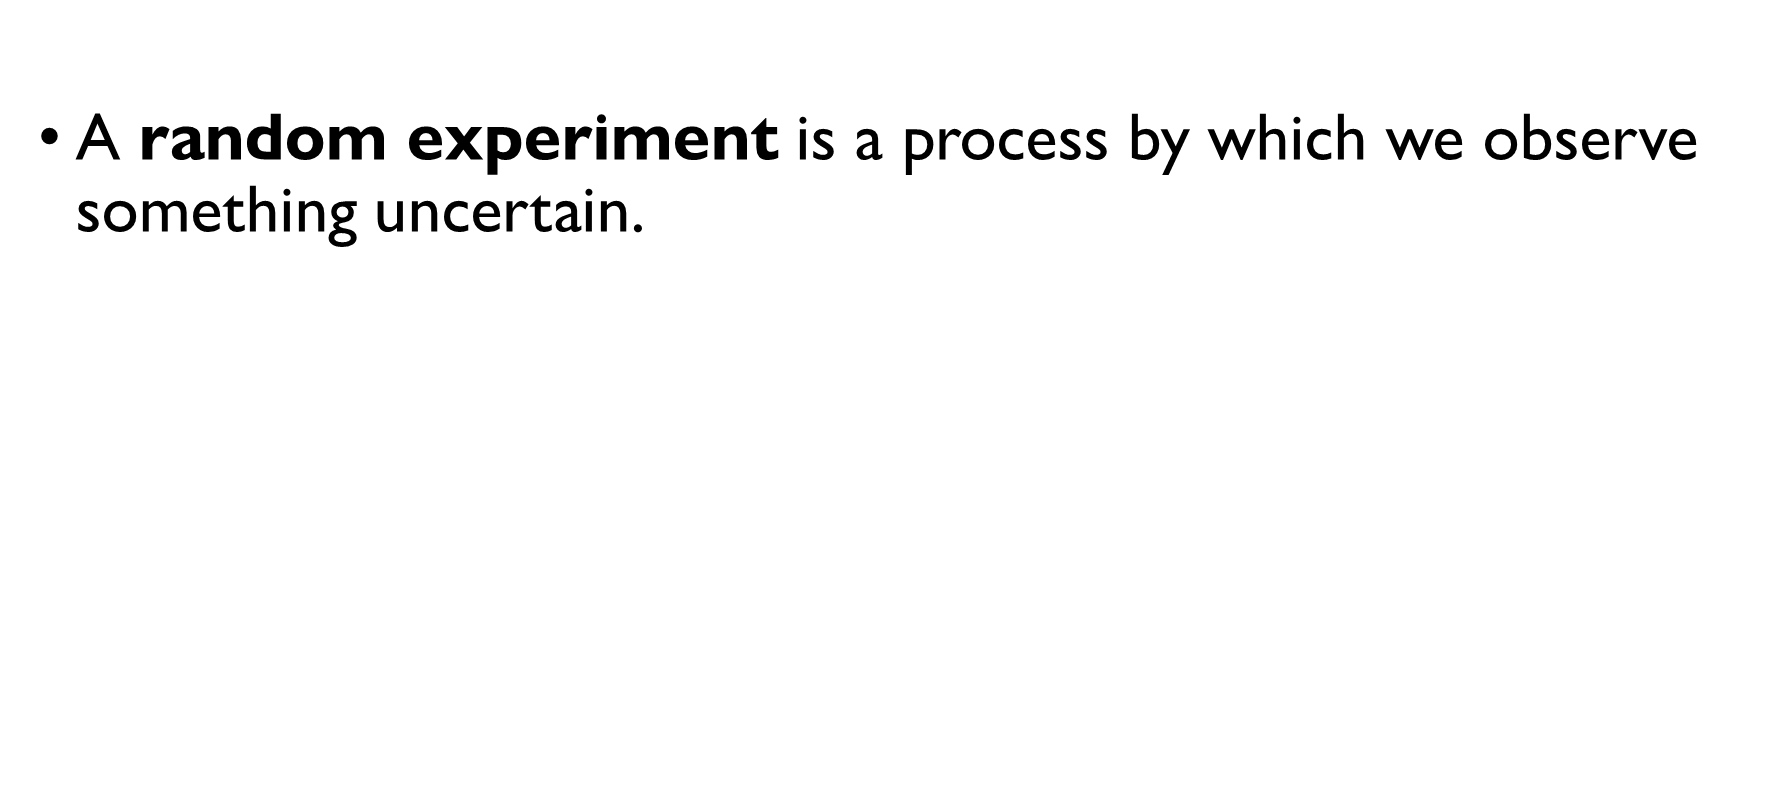 • A random experiment is a process by which we observe
something uncertain.